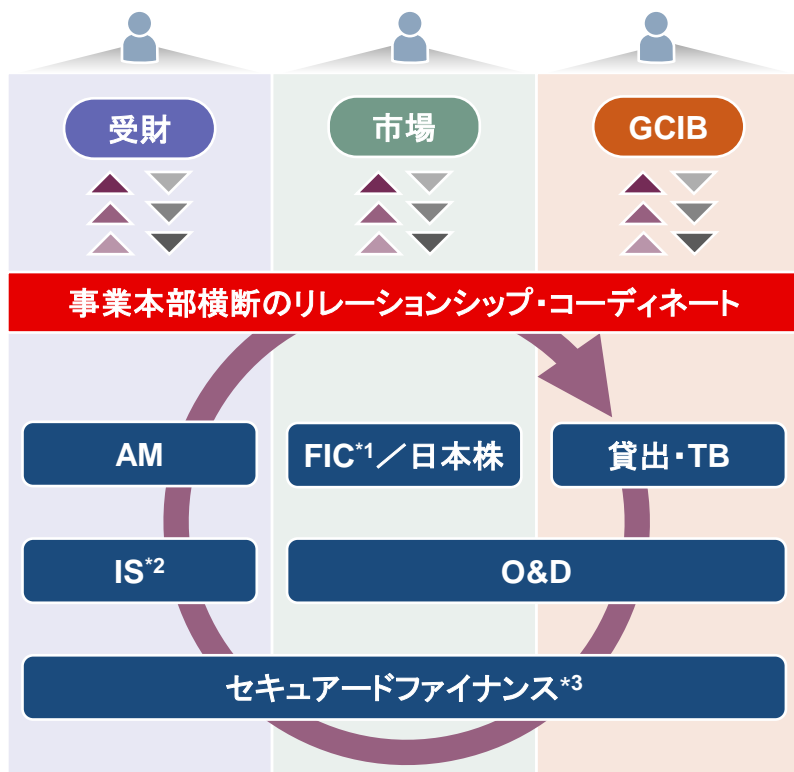 受財
市場
GCIB
事業本部横断のリレーションシップ・コーディネート
AM
FIC*1／日本株
貸出・TB
IS*2
O&D
セキュアードファイナンス*3